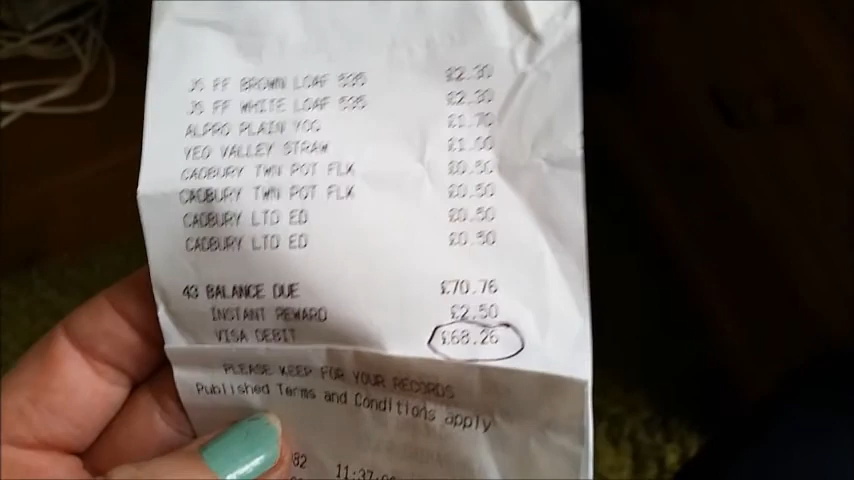 JS FF BROWN LOAF 535 £2.30
JS FF WHITE LOAF 535 £2.30
ALPRO PLAIN YOG £1.70
YEO VALLEY STRAW £1.00
CADBURY TWN POT FLK £0.50
CADBURY TWN POT FLK £0.50
CADBURY LTD ED £0.50
CADBURY LTD ED £0.50
43 BALANCE DUE £70.76
INSTANT REWARD £2.50
VISA DEBIT £68.26
PLEASE KEEP FOR YOUR RECORDS
Published Terms and Conditions apply
82 11:37